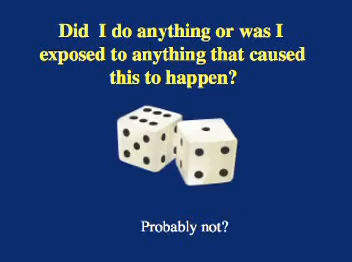 Did I do anything or was I
exposed to anything that caused
this to happen?
Probably not?